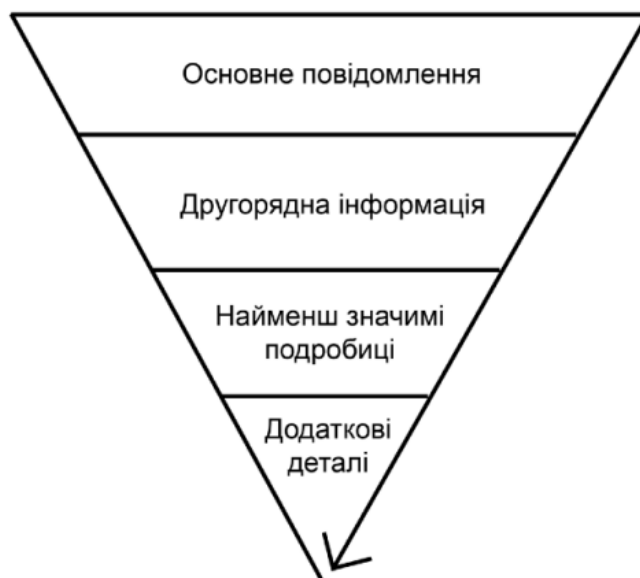 Основне повідомлення
Другорядна інформація
Найменш значимі
подробиці
Додаткові
деталі